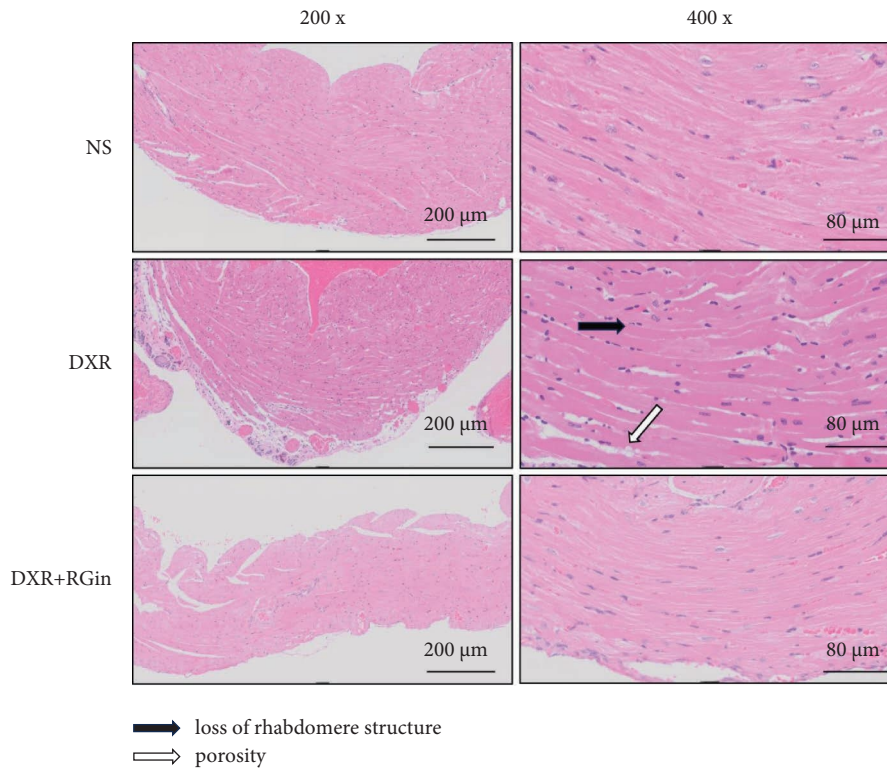 200 x 400 x
NS
200 μm 80 μm
DXR
200 μm 80 μm
DXR+RGin
200 μm 80 μm
loss of rhabdomere structure
porosity